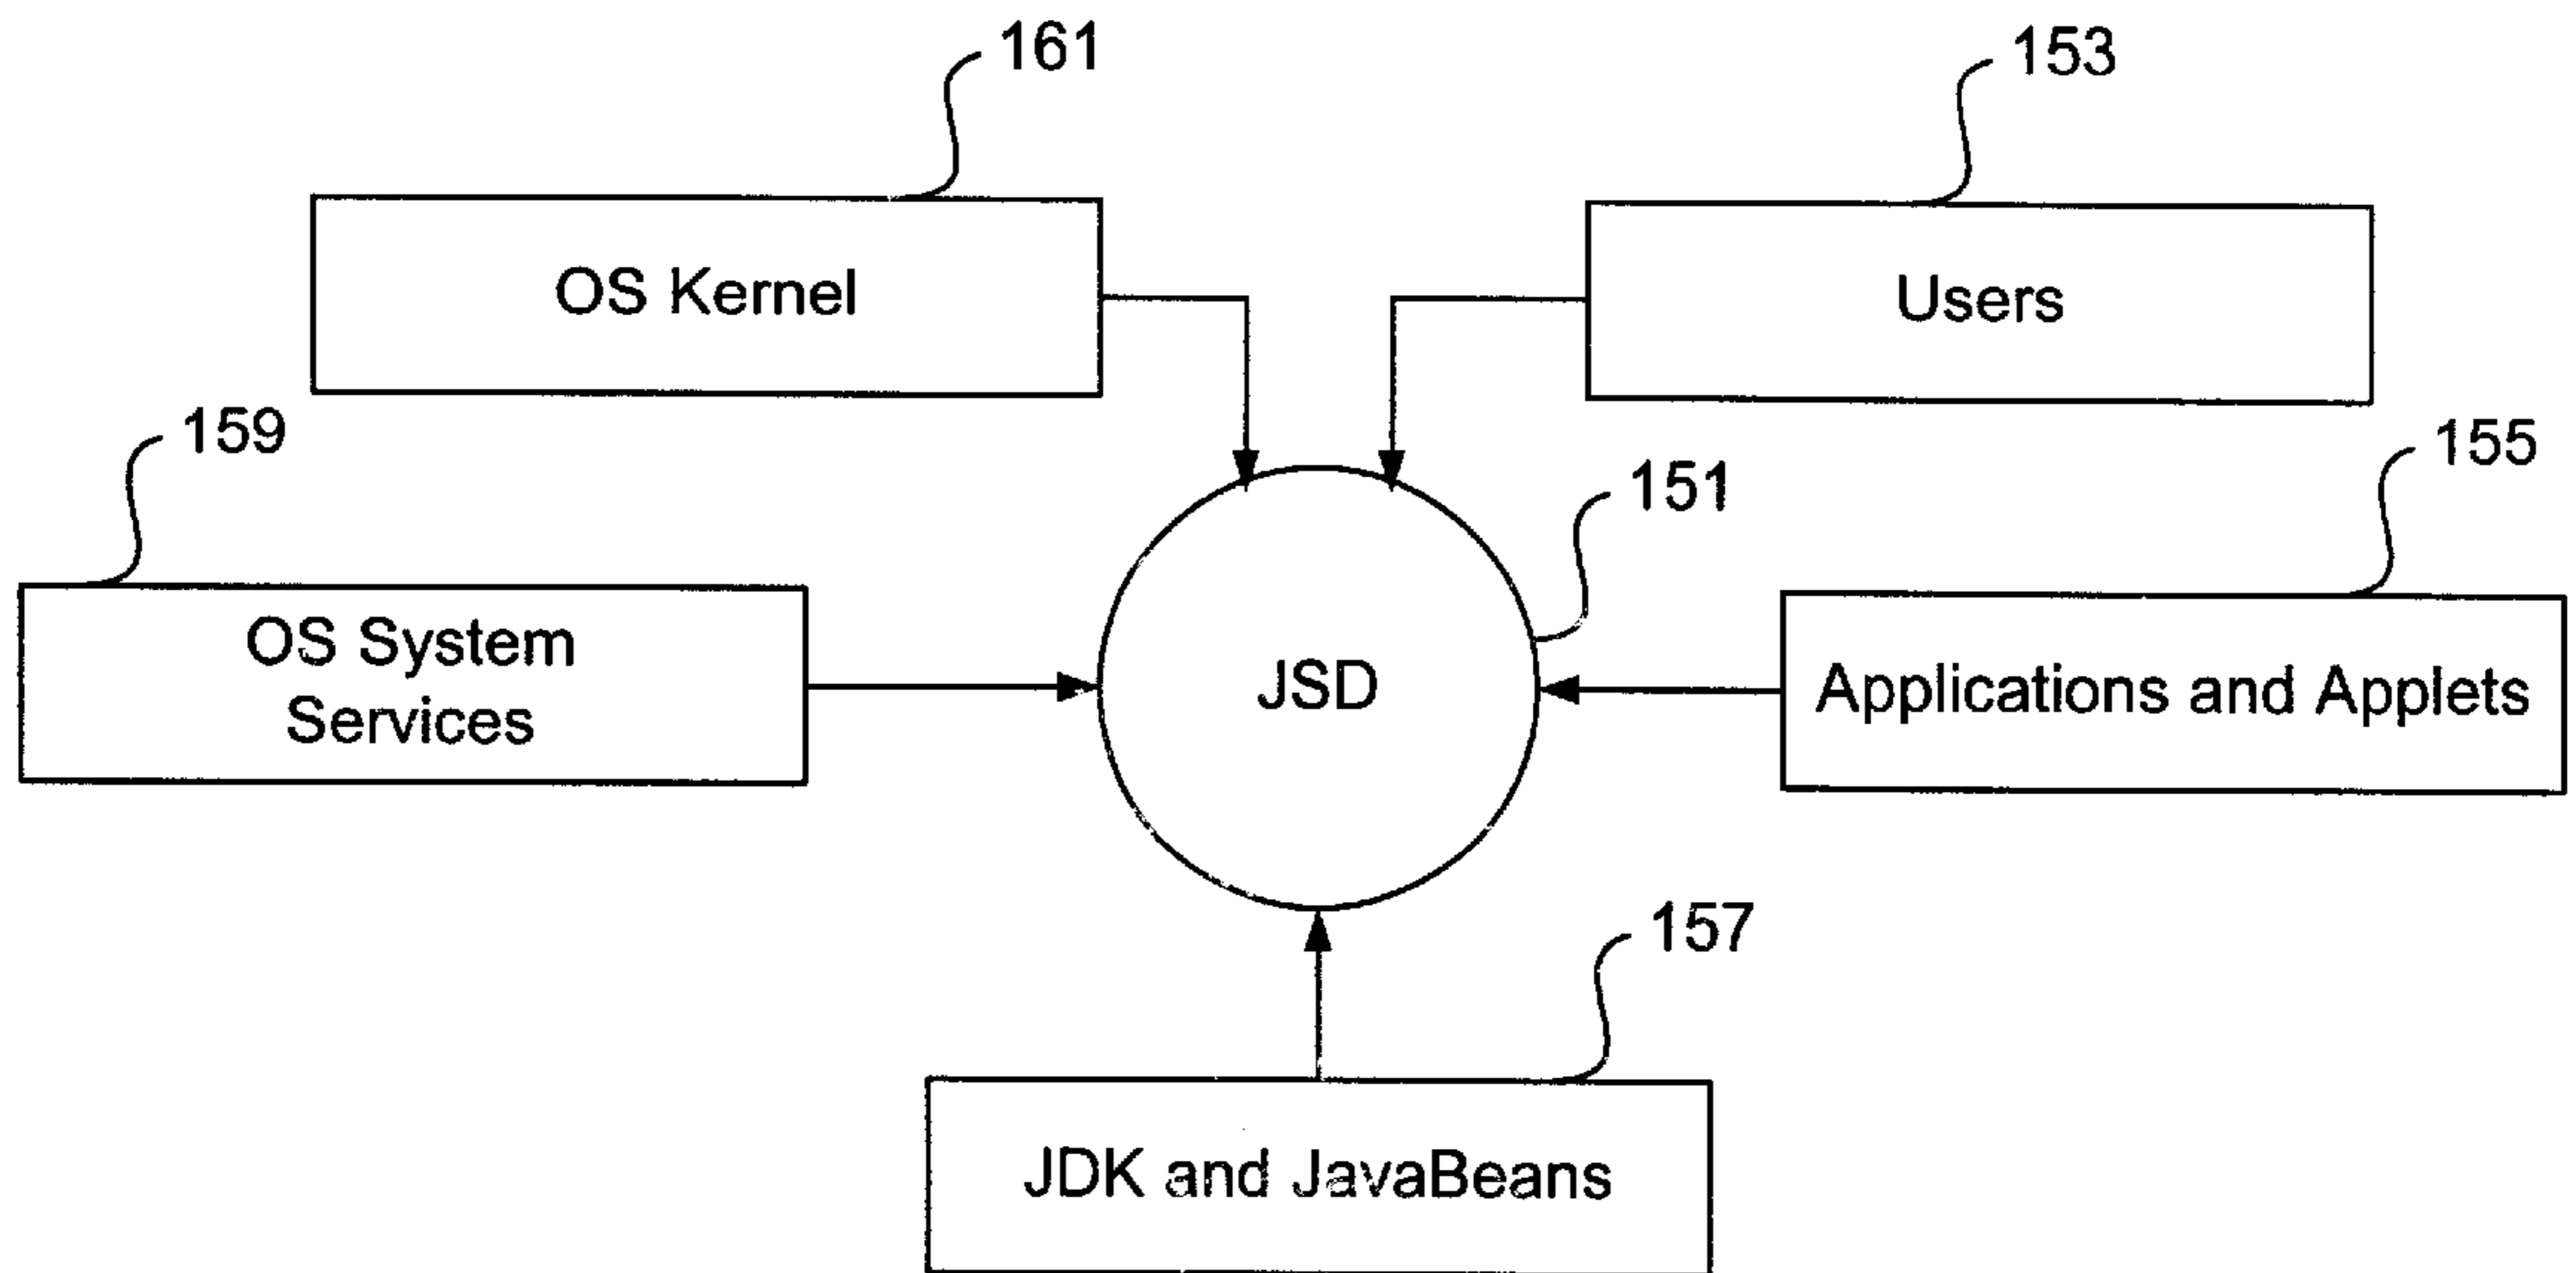 161
153
OS Kernel
Users
159
155
151
OS System
Services
JSD
Applications and Applets
157
JDK and JavaBeans